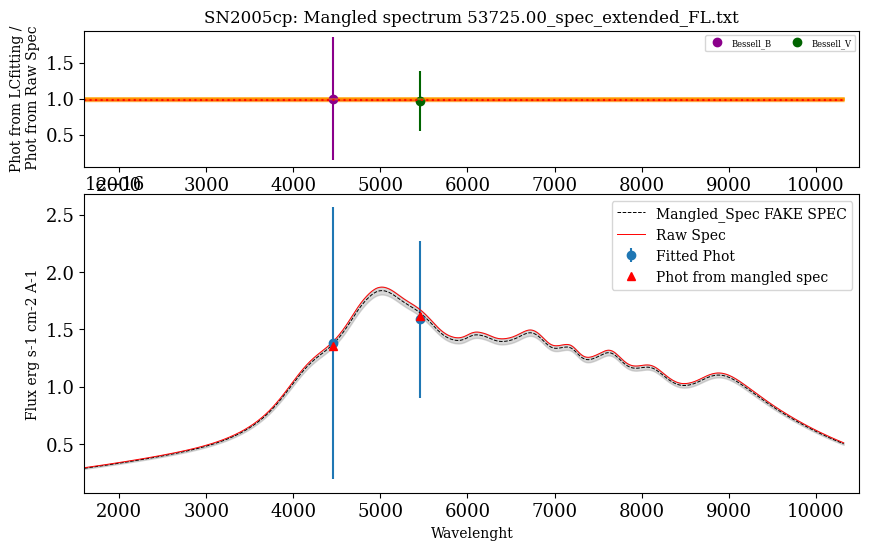 SN2005cp: Mangled spectrum 53725.00_spec_extended_FL.txt
Phot from LCfitting /
Phot from Raw Spec
1.5
1.0
0.5
Bessell_B Bessell_V
2000 3000 4000 5000 6000 7000 8000 9000 10000
1e−16
Flux erg s-1 cm-2 A-1
2.5
2.0
1.5
1.0
0.5
Mangled_Spec FAKE SPEC
Raw Spec
Fitted Phot
Phot from mangled spec
2000 3000 4000 5000 6000 7000 8000 9000 10000
Wavelenght